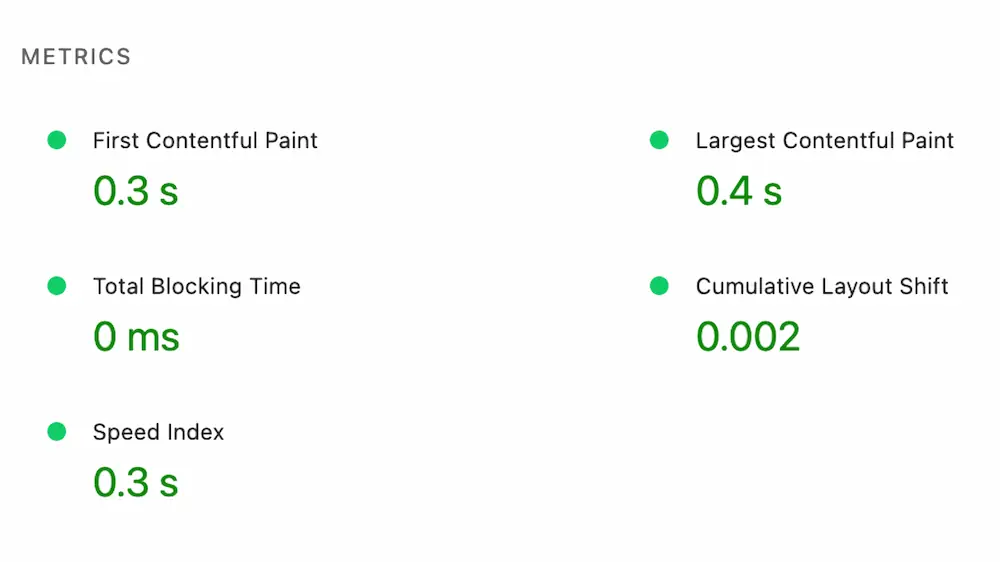 METRICS
First Contentful Paint
0.3 s
Largest Contentful Paint
0.4 s
Total Blocking Time
0 ms
Cumulative Layout Shift
0.002
Speed Index
0.3 s